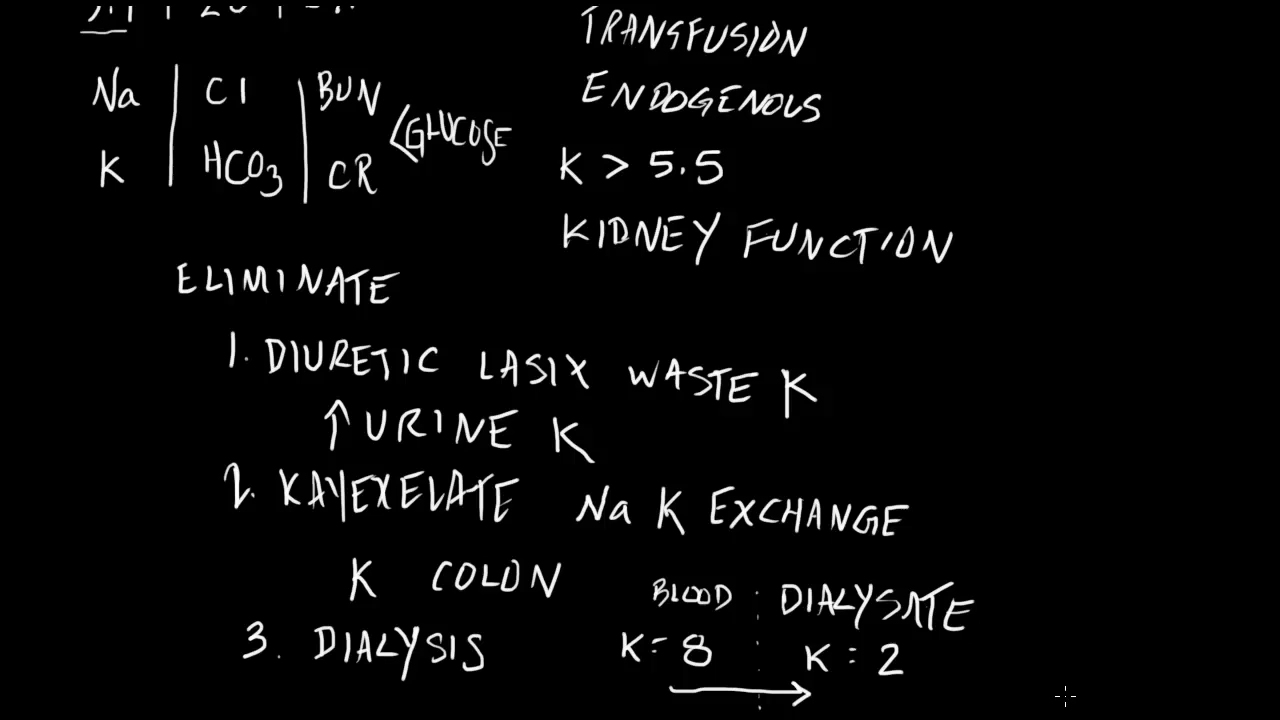 TRANSFUSION
Na | Cl | BUN
ENDOGENOUS
<GLUCOSE
K | HCO3 | CR
K > 5.5
KIDNEY FUNCTION
ELIMINATE
1. DIURETIC LASIX WASTE K
↑ URINE K
2. KAYEXELATE Na K EXCHANGE
K COLON
BLOOD DIALYSATE
3. DIALYSIS K = 8 K = 2